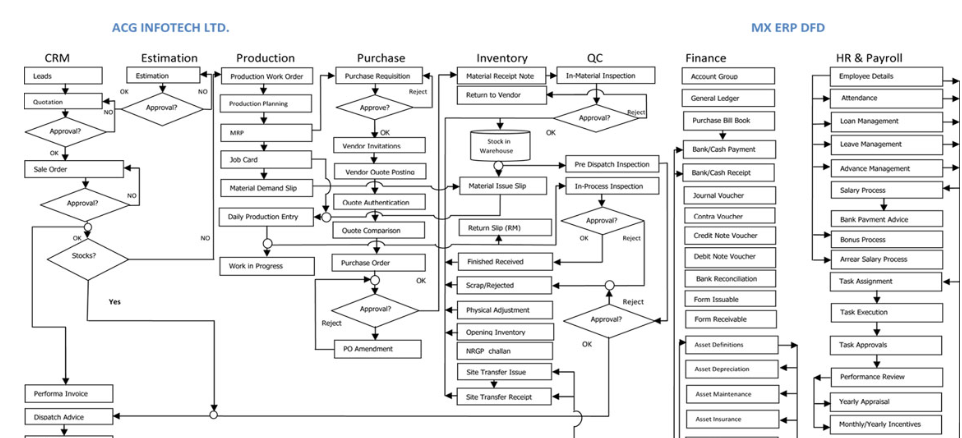 ACG INFOTECH LTD.
MX ERP DFD
CRM
Leads
Quotation
Approval?
NO
OK
Sale Order
Approval?
NO
OK
Stocks?
NO
Yes
Performa Invoice
Dispatch Advice
Estimation
Estimation
OK
NO
Approval?
Production
Production Work Order
Production Planning
MRP
Job Card
Material Demand Slip
Daily Production Entry
Work in Progress
Purchase
Purchase Requisition
Reject
Approve?
OK
Vendor Invitations
Vendor Quote Posting
Quote Authentication
Quote Comparison
Purchase Order
OK
Approval?
Reject
PO Amendment
Inventory
Material Receipt Note
Return to Vendor
Stock in
Warehouse
Material Issue Slip
Return Slip (RM)
Finished Received
Scrap/Rejected
Physical Adjustment
Opening Inventory
NRGP challan
Site Transfer Issue
Site Transfer Receipt
QC
In-Material Inspection
Reject
Approval?
OK
Pre Dispatch Inspection
In-Process Inspection
Approval?
OK
Reject
Reject
Approval?
OK
Finance
Account Group
General Ledger
Purchase Bill Book
Bank/Cash Payment
Bank/Cash Receipt
Journal Voucher
Contra Voucher
Credit Note Voucher
Debit Note Voucher
Bank Reconciliation
Form Issuable
Form Receivable
Asset Definitions
Asset Depreciation
Asset Maintenance
Asset Insurance
HR & Payroll
Employee Details
Attendance
Loan Management
Leave Management
Advance Management
Salary Process
Bank Payment Advice
Bonus Process
Arrear Salary Process
Task Assignment
Task Execution
Task Approvals
Performance Review
Yearly Appraisal
Monthly/Yearly Incentives